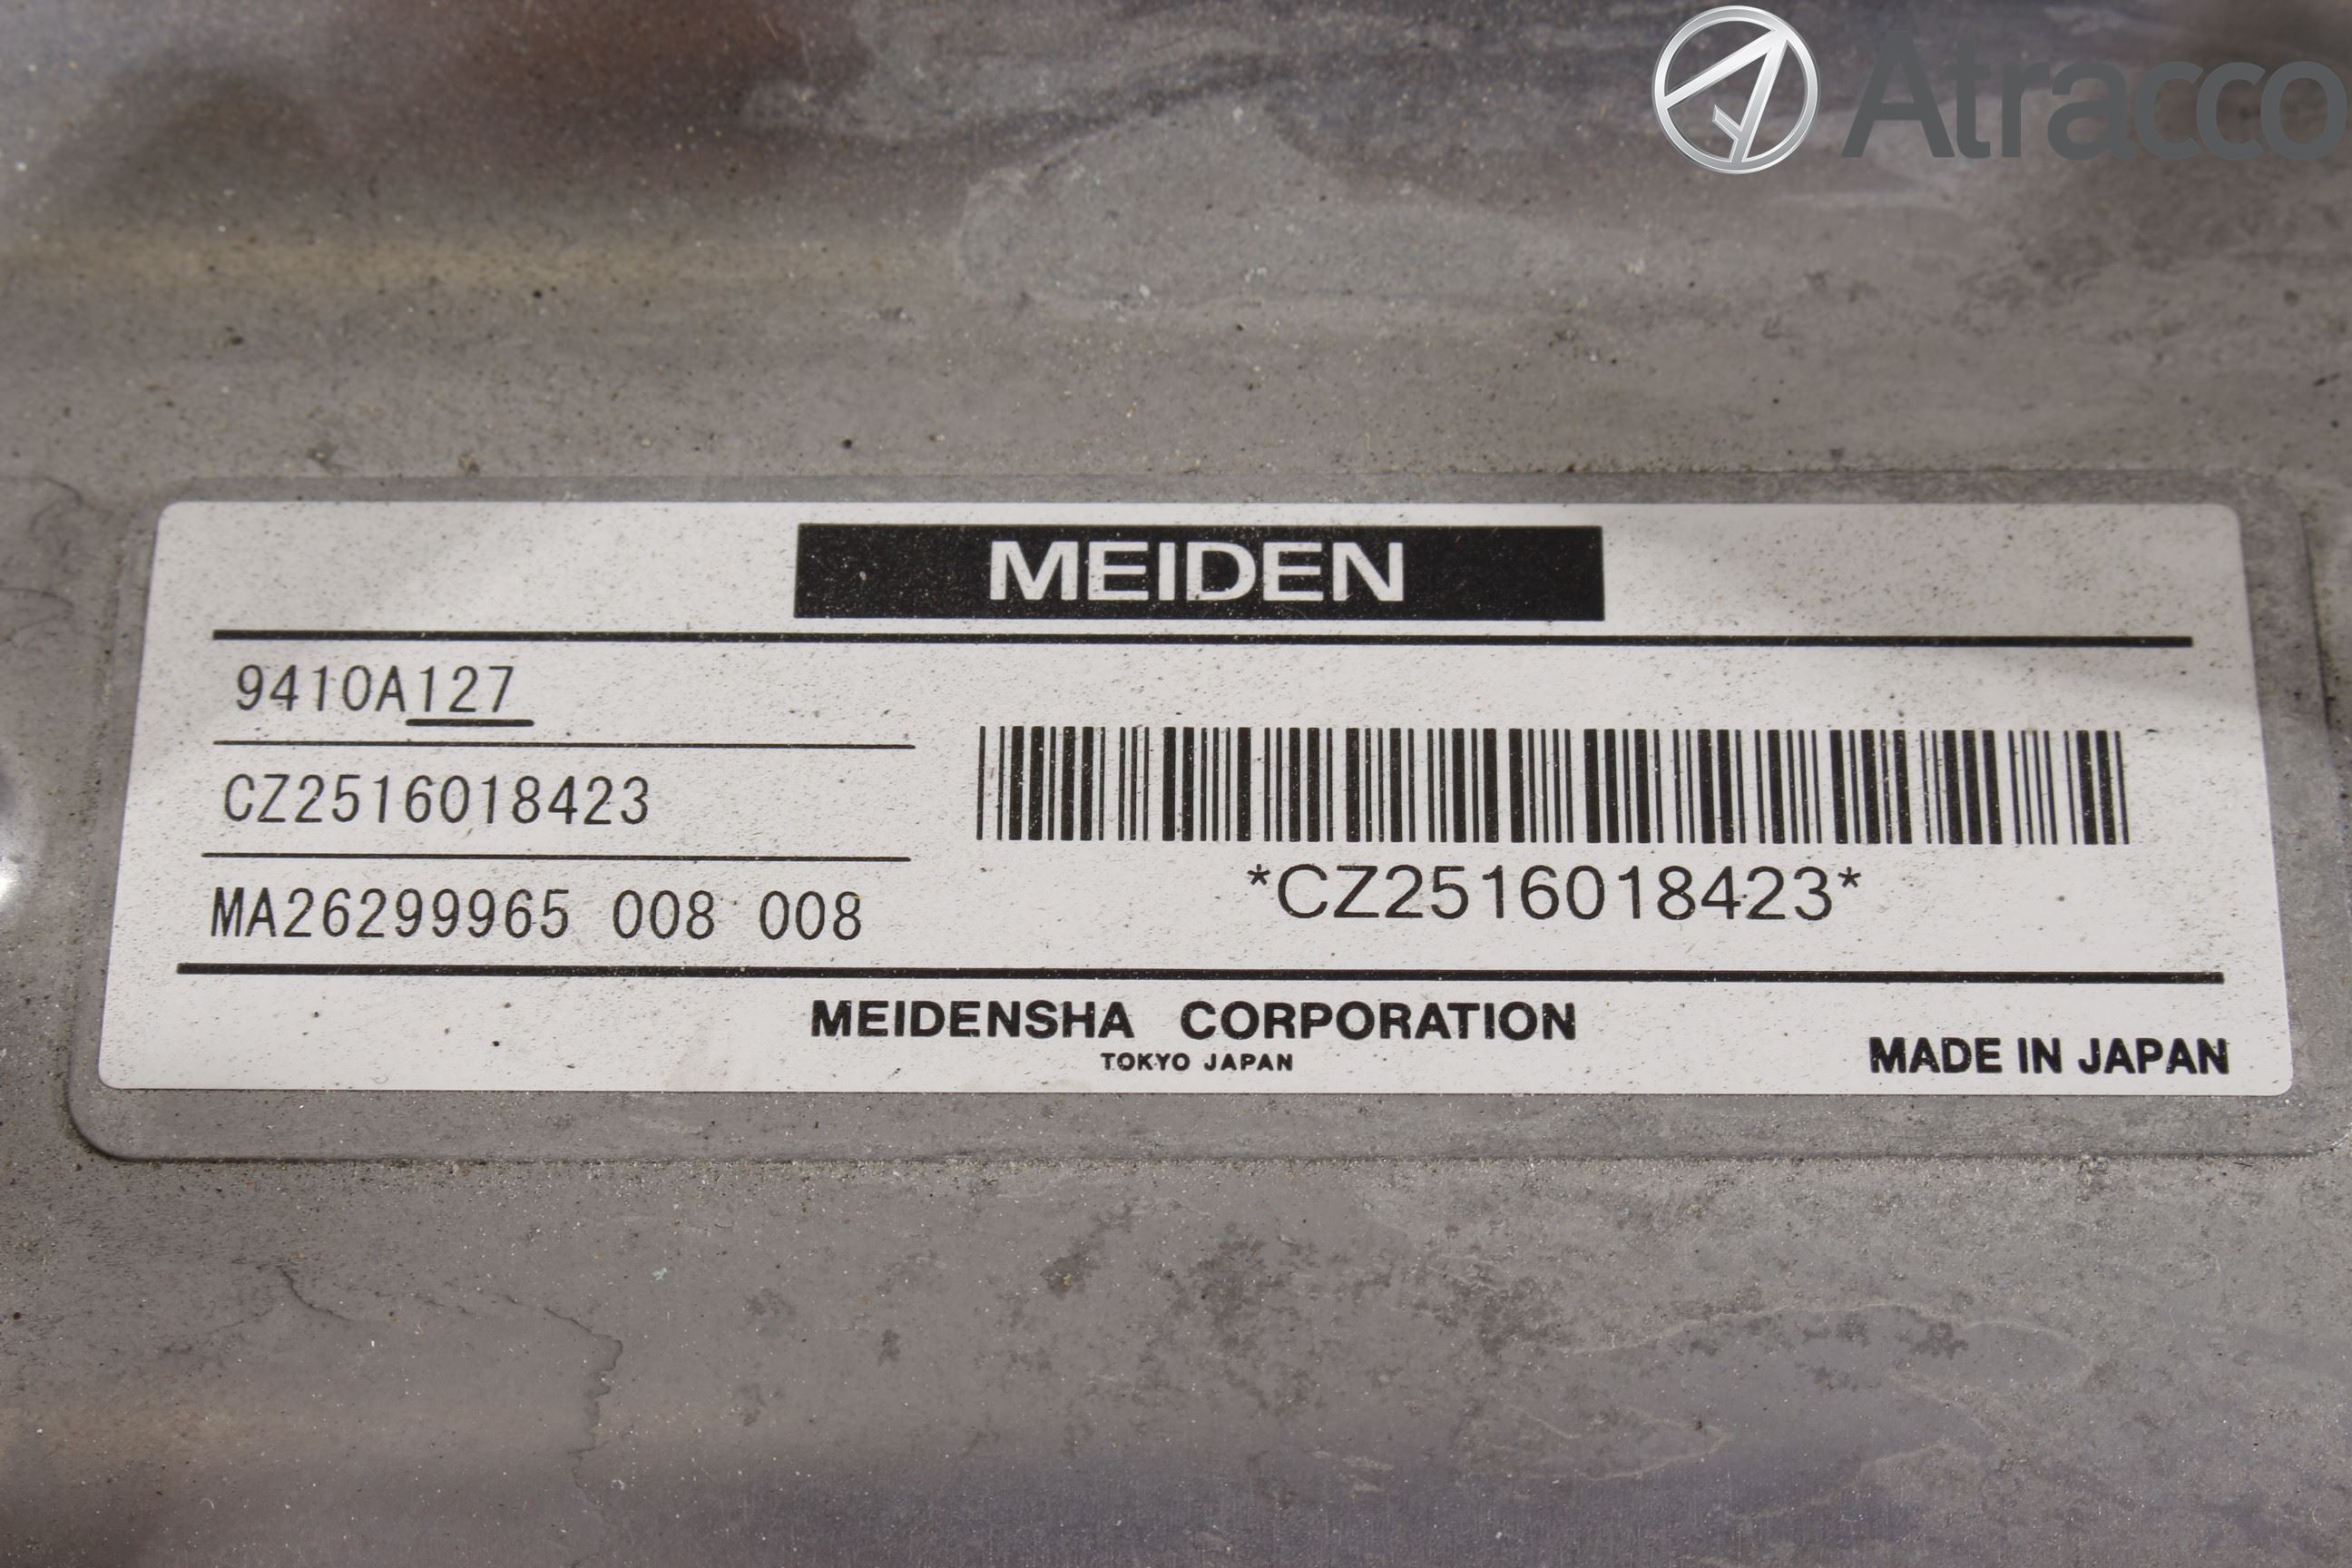 Atracco
MEIDEN
9410A127
CZ2516018423
MA26299965 008 008
*CZ2516018423*
MEIDENSHA CORPORATION
TOKYO JAPAN
MADE IN JAPAN